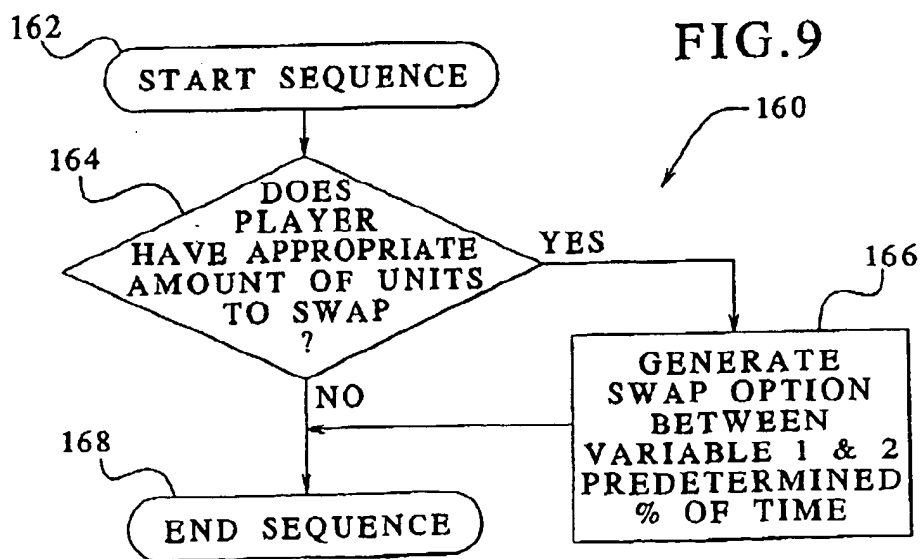 FIG.9
162
START SEQUENCE
160
164
DOES
PLAYER
HAVE APPROPRIATE
AMOUNT OF UNITS
TO SWAP
?
YES
166
GENERATE
SWAP OPTION
BETWEEN
VARIABLE 1 & 2
PREDETERMINED
% OF TIME
NO
168
END SEQUENCE